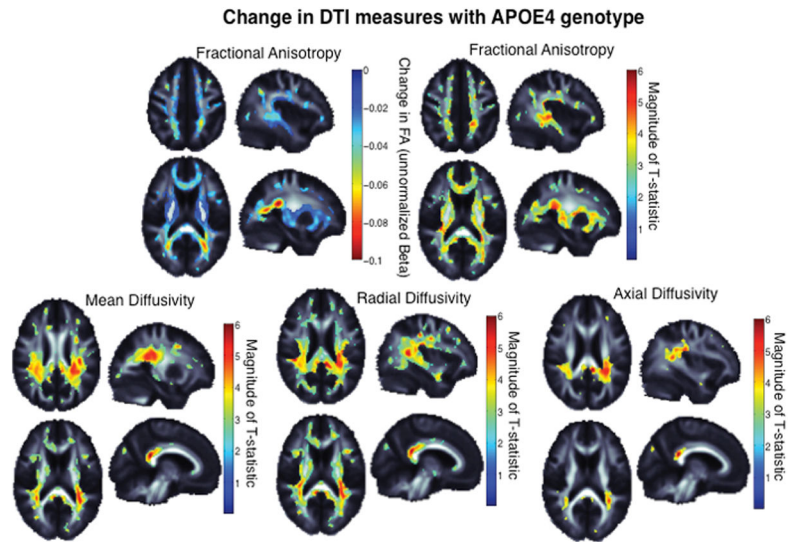 Change in DTI measures with APOE4 genotype
Fractional Anisotropy
0
-0.02
-0.04
-0.06
-0.08
-0.1
Change in FA (unnormalized Beta)
Fractional Anisotropy
6
5
4
3
2
1
Magnitude of T-statistic
Mean Diffusivity
6
5
4
3
2
1
Magnitude of T-statistic
Radial Diffusivity
6
5
4
3
2
1
Magnitude of T-statistic
Axial Diffusivity
6
5
4
3
2
1
Magnitude of T-statistic